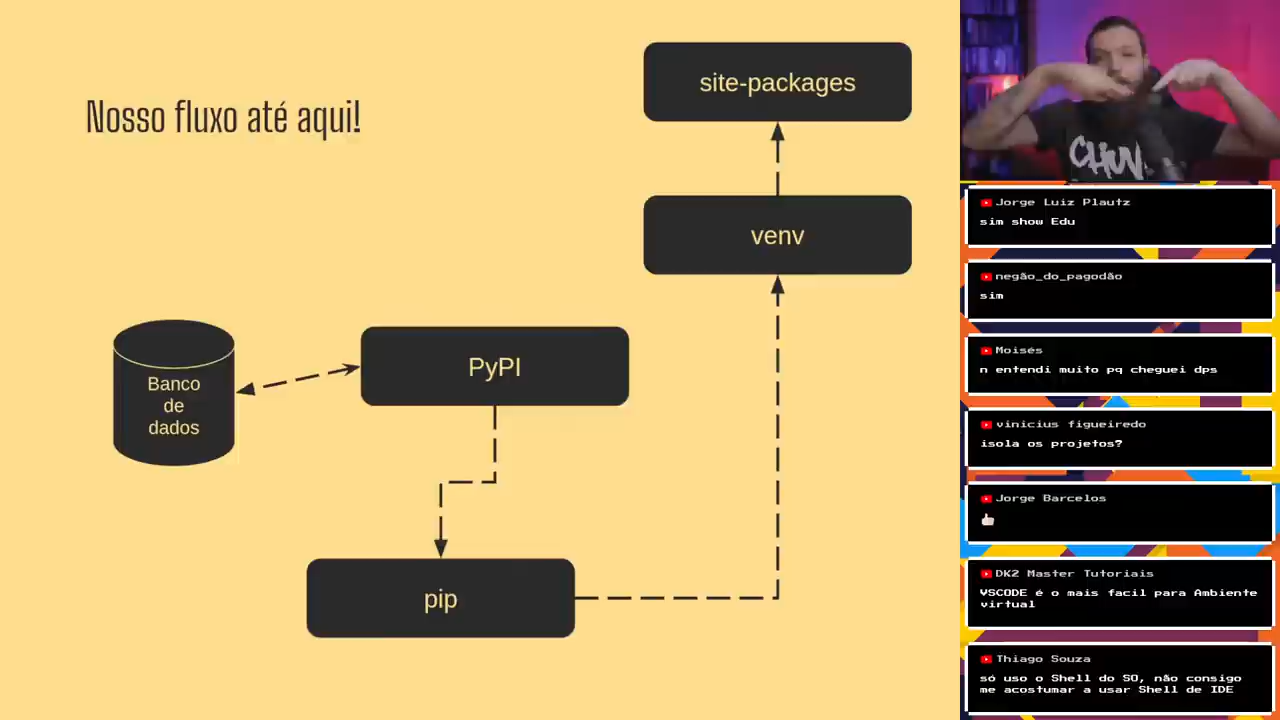 Nosso fluxo até aqui!
site-packages
venv
PyPI
Banco
de
dados
pip
CHUV
Jorge Luiz Plautz
sim show Edu
negão_do_pagodão
sim
Moisés
n entendi muito pq cheguei dps
vinicius figueiredo
isola os projetos?
Jorge Barcelos
DK2 Master Tutoriais
VSCODE é o mais facil para Ambiente
virtual
Thiago Souza
só uso o Shell do SO, não consigo
me acostumar a usar Shell de IDE